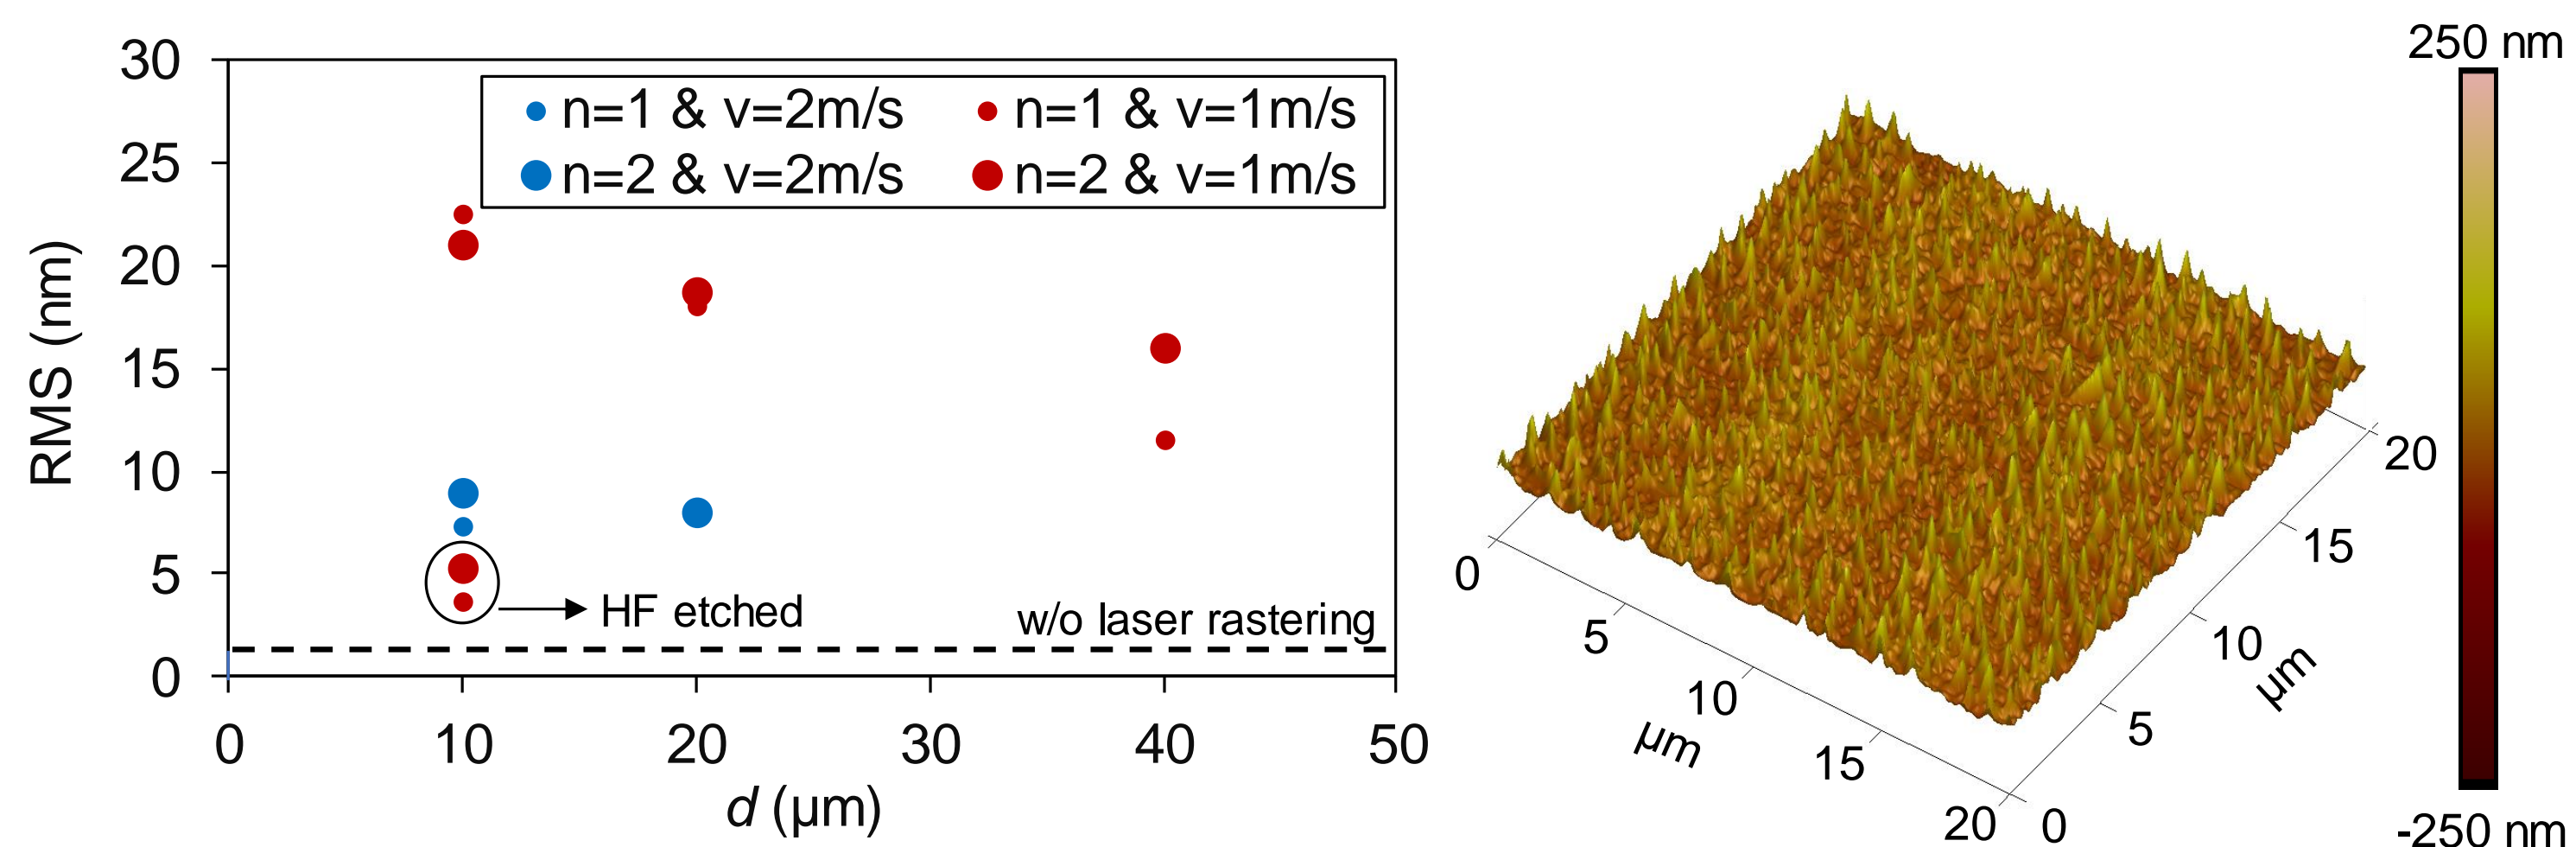 30
25
20
15
10
5
0
RMS (nm)
n=1 & v=2m/s
n=1 & v=1m/s
n=2 & v=2m/s
n=2 & v=1m/s
HF etched
w/o laser rastering
0 10 20 30 40 50
d (µm)
250 nm
-250 nm
0
5
10
15
20
µm
0
5
10
15
20
µm